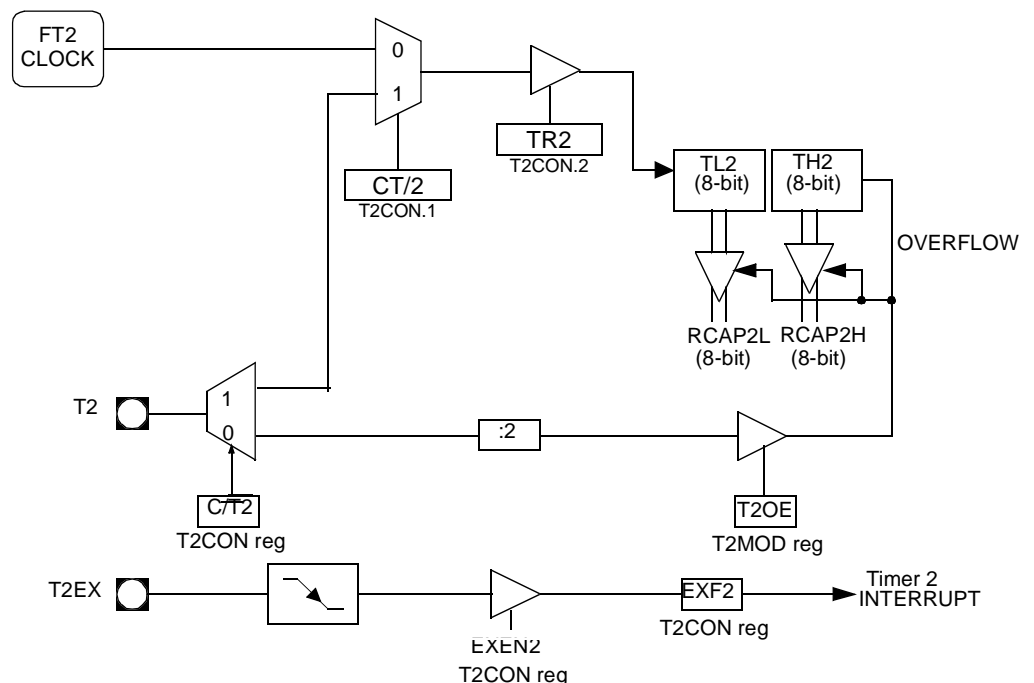 FT2
CLOCK
0
1
TR2
T2CON.2
CT/2
T2CON.1
TL2
(8-bit)
TH2
(8-bit)
OVERFLOW
RCAP2L
(8-bit)
RCAP2H
(8-bit)
T2
1
0
:2
C/T2
T2CON reg
T2OE
T2MOD reg
T2EX
EXEN2
T2CON reg
EXF2
T2CON reg
Timer 2
INTERRUPT